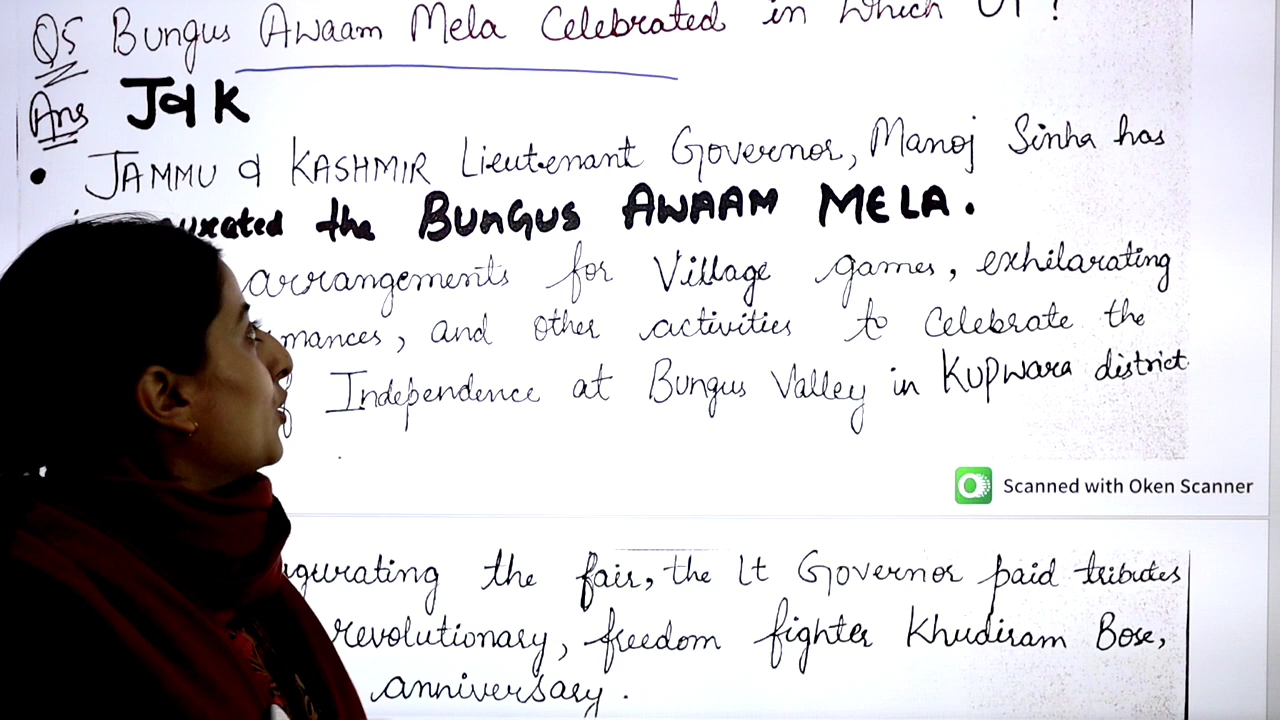 Q5 Bungus Awaam Mela Celebrated in which UT ?
Ans J&K
• JAMMU & KASHMIR Lieutenant Governor, Manoj Sinha has
the BUNGUS AWAAM MELA.
arrangements for Village games, exhilarating
mances, and other activities to celebrate the
Independence at Bungus Valley in Kupwara district
Scanned with Oken Scanner
gurating the fair, the Lt Governor paid tributes
revolutionary, freedom fighter Khudiram Bose,
anniversary.